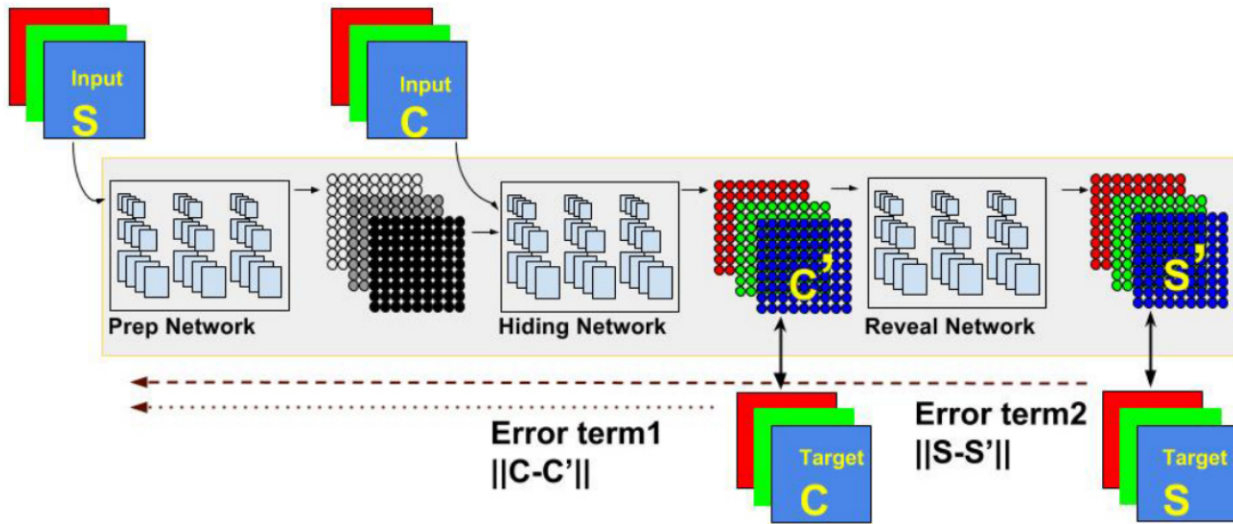 Input
S
Input
C
Prep Network
Hiding Network
C’
Reveal Network
S’
Error term1
||C-C’||
Target
C
Error term2
||S-S’||
Target
S